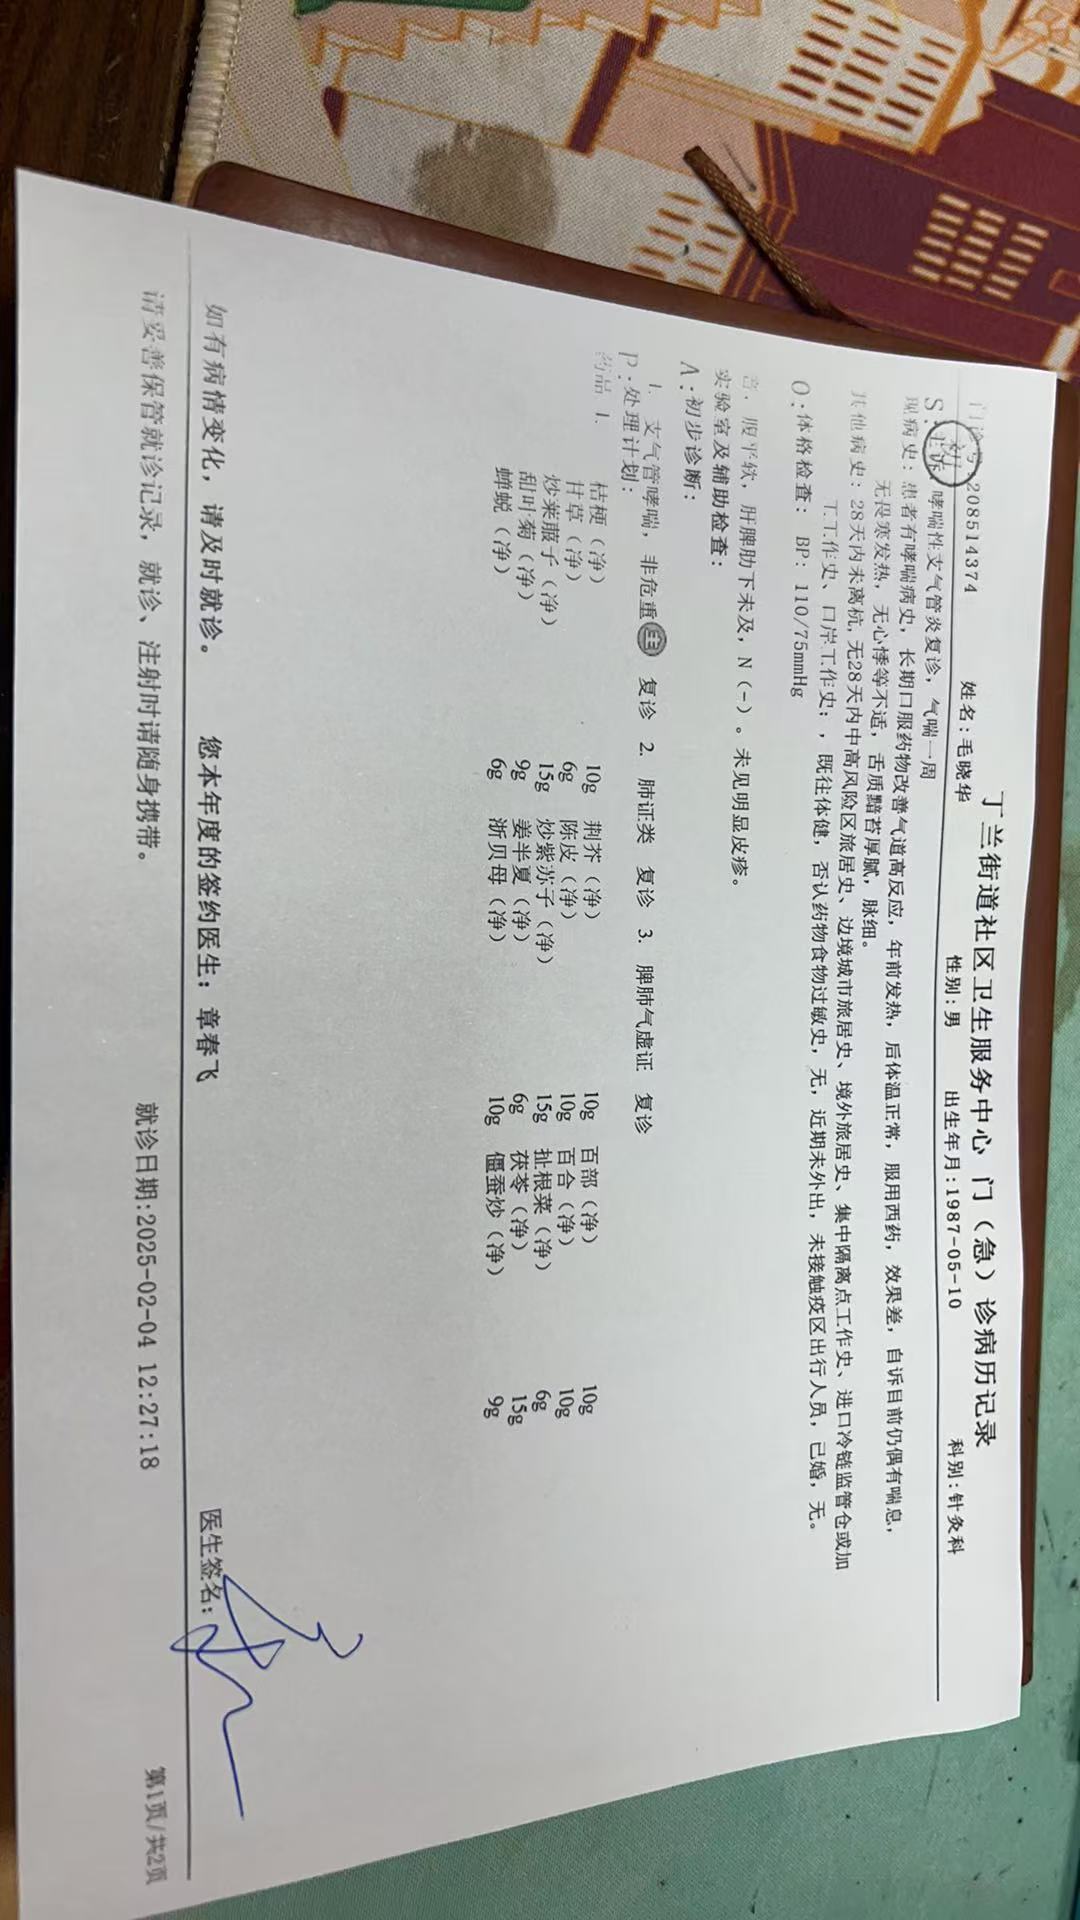 丁兰街道社区卫生服务中心 门（急）诊病历记录
门诊号:208514374 姓名:毛晓华 性别:男 出生年月:1987-05-10 科别:针灸科
初
S:主诉: 哮喘性支气管炎复诊，气喘一周
现病史: 患者有哮喘病史，长期口服药物改善气道高反应，年前发热，后体温正常，服用西药，效果差，自诉目前仍偶有喘息，
无畏寒发热，无心悸等不适，舌质黯苔厚腻，脉细。
其他病史: 28天内未离杭,无28天内中高风险区旅居史、边境城市旅居史、境外旅居史、集中隔离点工作史、进口冷链监管仓或加
工工作史、口岸工作史；，既往体健，否认药物食物过敏史，无，近期未外出，未接触疫区出行人员，已婚，无。
O:体格检查: BP: 110/75mmHg
音，腹平软，肝脾肋下未及，N（-）。未见明显皮疹。
实验室及辅助检查:
A:初步诊断:
1. 支气管哮喘，非危重 主 复诊 2. 肺证类 复诊 3. 脾肺气虚证 复诊
P:处理计划:
药品 1. 桔梗（净） 10g 荆芥（净） 10g 百部（净） 10g
甘草（净） 6g 陈皮（净） 10g 百合（净） 10g
炒莱菔子（净） 15g 炒紫苏子（净） 15g 扯根菜（净） 6g
甜叶菊（净） 9g 姜半夏（净） 6g 茯苓（净） 15g
蝉蜕（净） 6g 浙贝母（净） 10g 僵蚕炒（净） 9g
如有病情变化，请及时就诊。 您本年度的签约医生：章春飞 医生签名:
请妥善保管就诊记录，就诊、注射时请随身携带。 就诊日期:2025-02-04 12:27:18 第1页/共2页